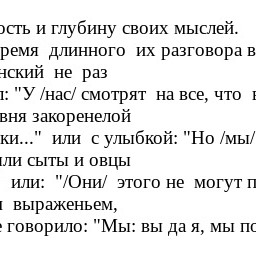 ость и глубину своих мыслей.
ремя длинного их разговора в
нский не раз
л: "У /нас/ смотрят на все, что в
вня закоренелой
ки..." или с улыбкой: "Но /мы/
ыли сыты и овцы
или: "/Они/ этого не могут п
м выраженьем,
е говорило: "Мы: вы да я, мы по